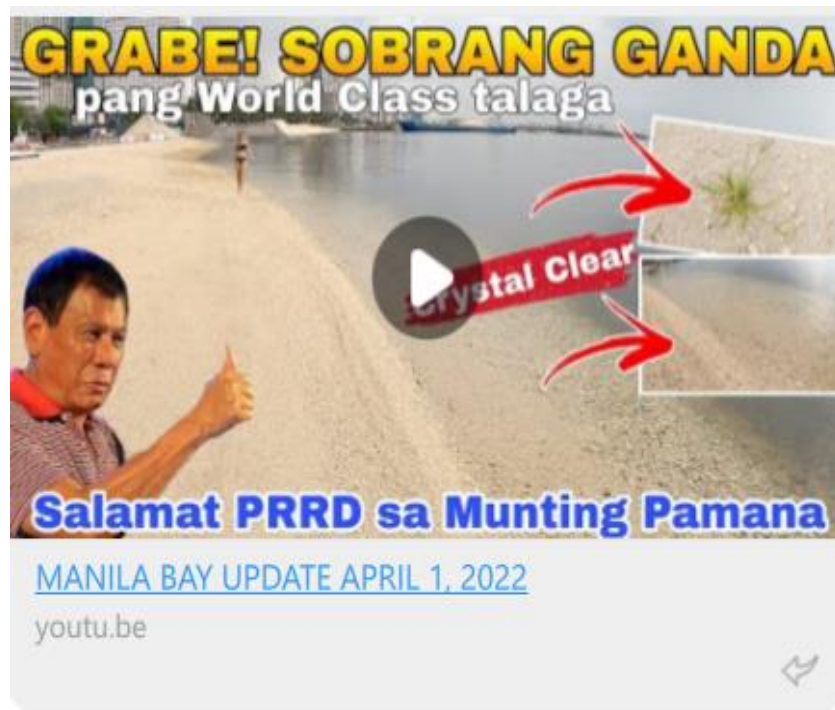 GRABE! SOBRANG GANDA
pang World Class talaga
Crystal Clear
Salamat PRRD sa Munting Pamana
MANILA BAY UPDATE APRIL 1, 2022
youtu.be